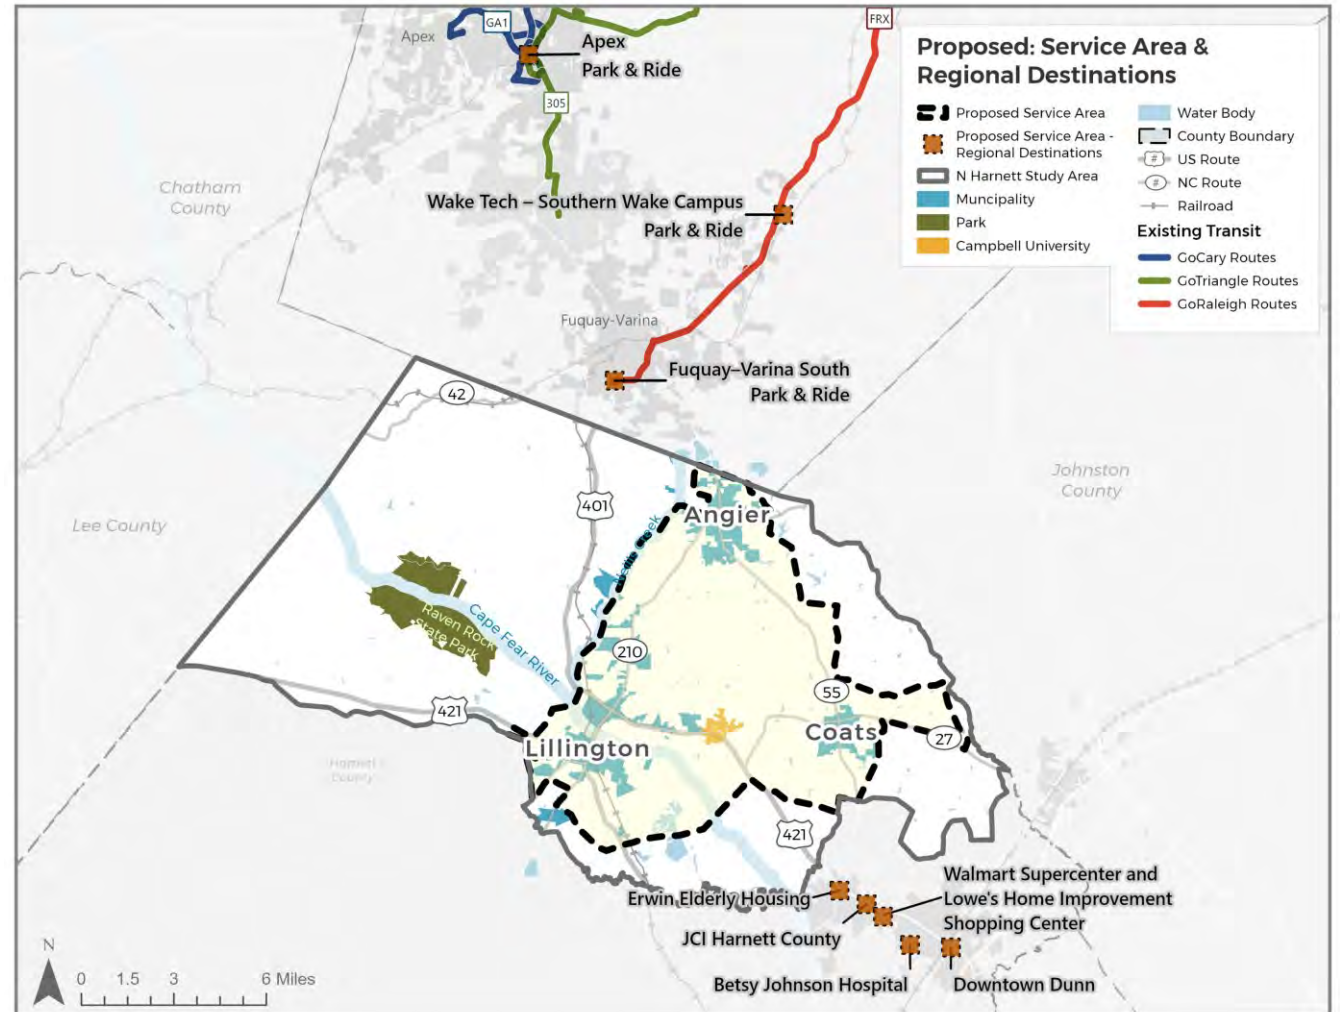 GA1
FRX
Apex
Apex
Park & Ride
305
Proposed: Service Area &
Regional Destinations
Proposed Service Area
Proposed Service Area -
Regional Destinations
N Harnett Study Area
Muncipality
Park
Campbell University
Water Body
County Boundary
# US Route
# NC Route
Railroad
Existing Transit
GoCary Routes
GoTriangle Routes
GoRaleigh Routes
Chatham
County
Wake Tech – Southern Wake Campus
Park & Ride
Fuquay-Varina
Fuquay–Varina South
Park & Ride
42
Johnston
County
Lee County
401
Angier
Creek
Raven Rock
State Park
Cape Fear River
210
55
421
Lillington
Coats
27
Harnett
County
421
Walmart Supercenter and
Lowe's Home Improvement
Shopping Center
Erwin Elderly Housing
JCI Harnett County
Betsy Johnson Hospital
Downtown Dunn
N
0 1.5 3 6 Miles